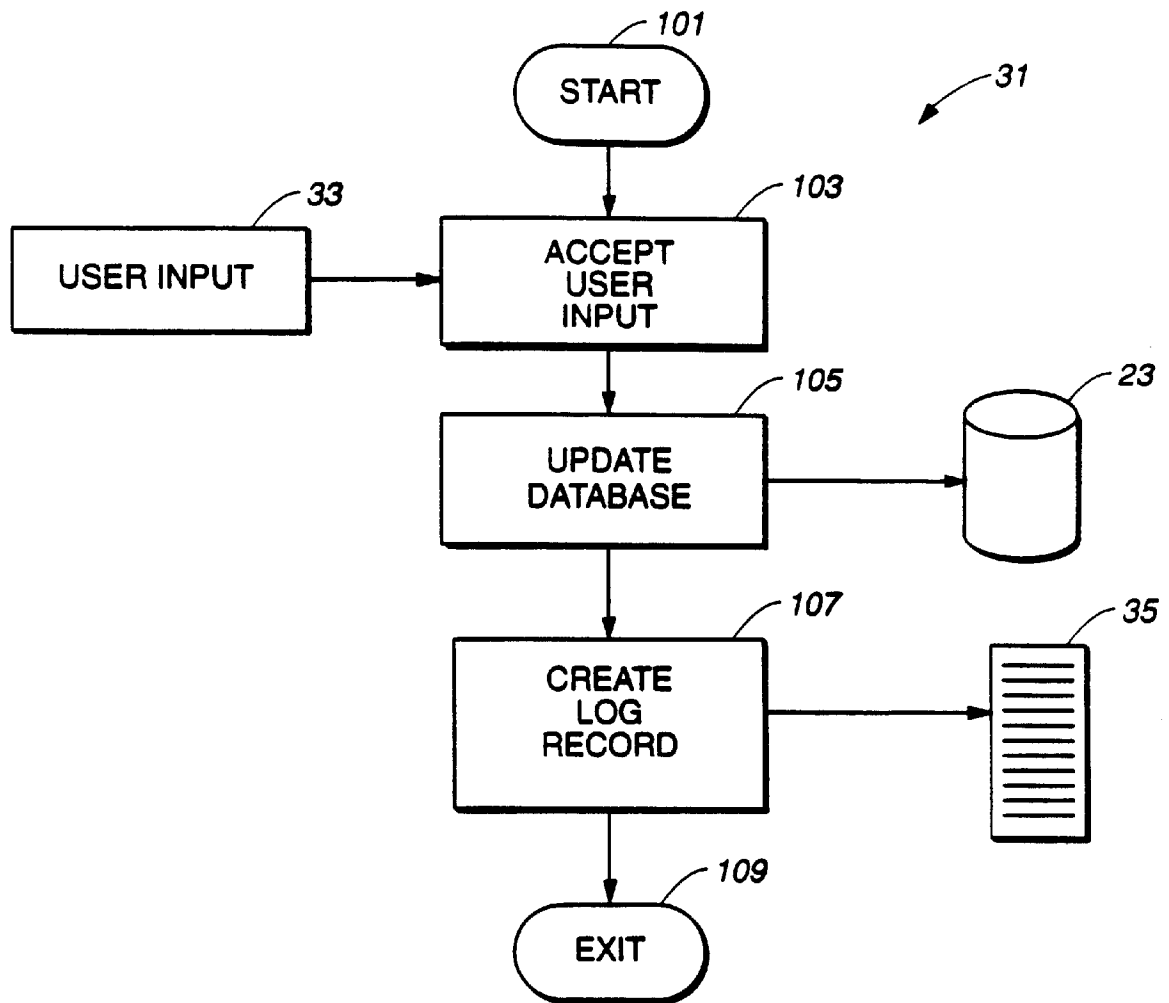 101
START
31
33
103
USER INPUT
ACCEPT
USER
INPUT
105
23
UPDATE
DATABASE
107
35
CREATE
LOG
RECORD
109
EXIT